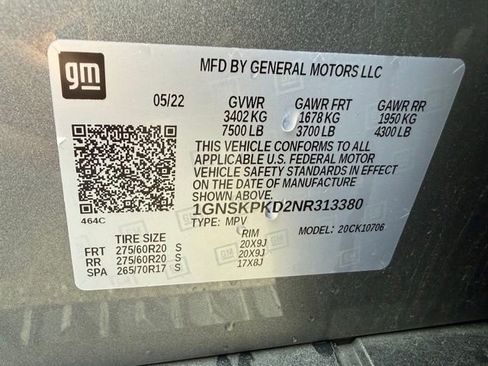 gm
MFD BY GENERAL MOTORS LLC
05/22 GVWR GAWR FRT GAWR RR
3402 KG 1678 KG 1950 KG
7500 LB 3700 LB 4300 LB
THIS VEHICLE CONFORMS TO ALL
APPLICABLE U.S. FEDERAL MOTOR
VEHICLE SAFETY STANDARDS IN EFFECT
ON THE DATE OF MANUFACTURE
SHOWN ABOVE.
1GNSKPKD2NR313380
464C
TYPE: MPV MODEL: 20CK10706
TIRE SIZE RIM
FRT 275/60R20 S 20X9J
RR 275/60R20 S 20X9J
SPA 265/70R17 S 17X8J